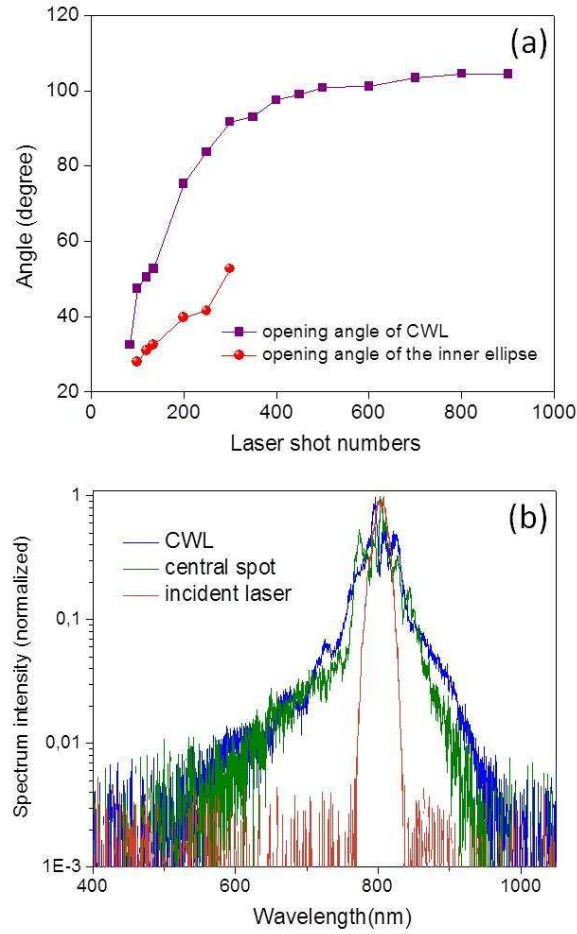 120
(a)
100
80
60
40
20
Angle (degree)
opening angle of CWL
opening angle of the inner ellipse
0 200 400 600 800 1000
Laser shot numbers
1
(b)
CWL
central spot
incident laser
0,1
0,01
1E-3
Spectrum intensity (normalized)
400 600 800 1000
Wavelength(nm)